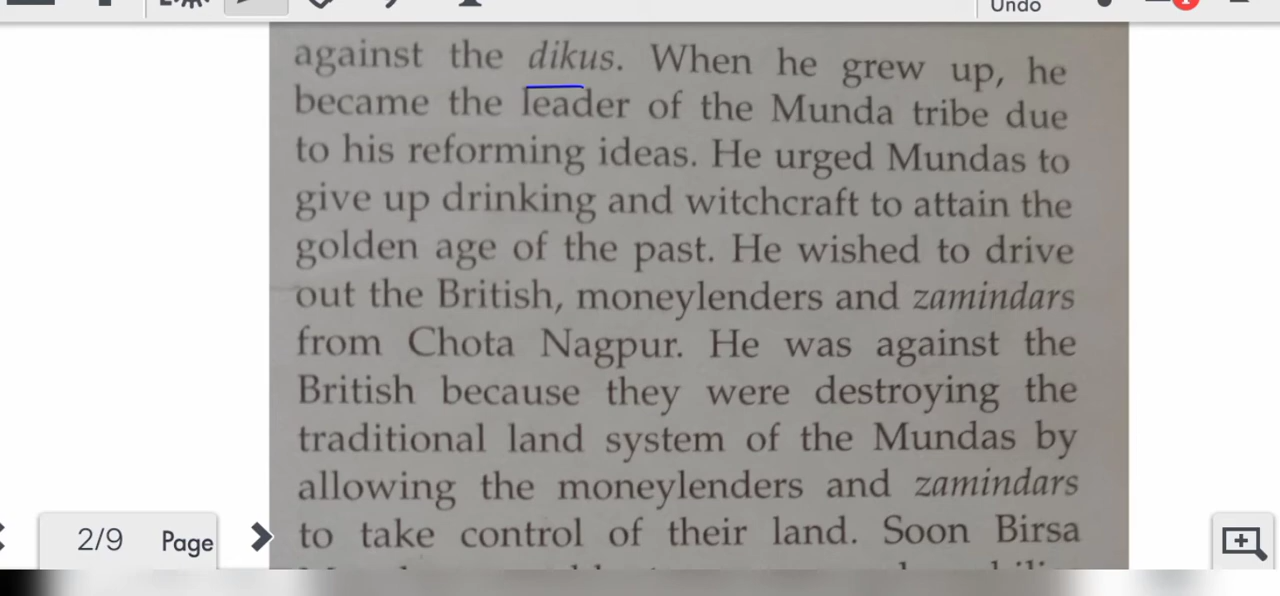 Undo
against the dikus. When he grew up, he
became the leader of the Munda tribe due
to his reforming ideas. He urged Mundas to
give up drinking and witchcraft to attain the
golden age of the past. He wished to drive
out the British, moneylenders and zamindars
from Chota Nagpur. He was against the
British because they were destroying the
traditional land system of the Mundas by
allowing the moneylenders and zamindars
to take control of their land. Soon Birsa
2/9 Page